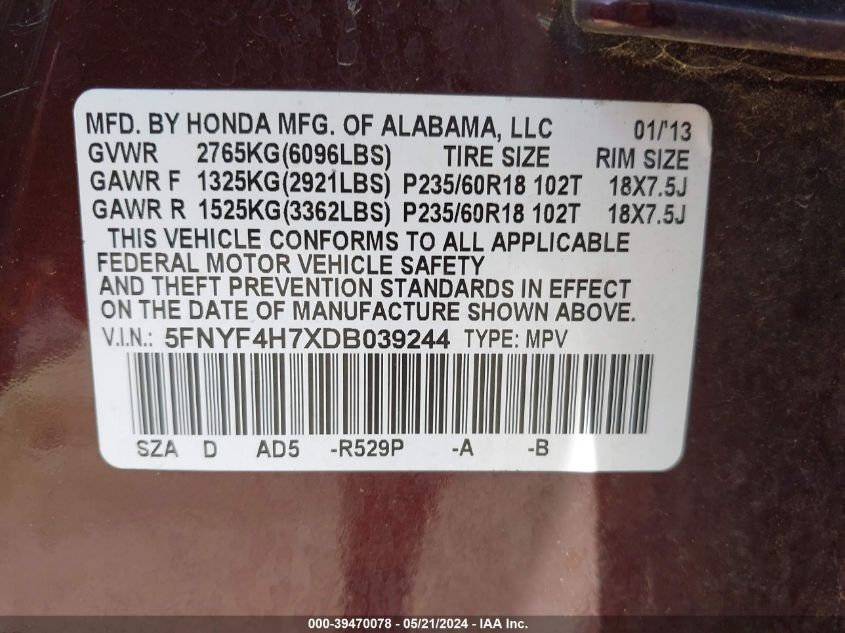 MFD. BY HONDA MFG. OF ALABAMA, LLC 01/'13
GVWR 2765KG(6096LBS) TIRE SIZE RIM SIZE
GAWR F 1325KG(2921LBS) P235/60R18 102T 18X7.5J
GAWR R 1525KG(3362LBS) P235/60R18 102T 18X7.5J
THIS VEHICLE CONFORMS TO ALL APPLICABLE
FEDERAL MOTOR VEHICLE SAFETY
AND THEFT PREVENTION STANDARDS IN EFFECT
ON THE DATE OF MANUFACTURE SHOWN ABOVE.
V.I.N.: 5FNYF4H7XDB039244 TYPE: MPV
SZA D AD5 -R529P -A -B
000-39470078 - 05/21/2024 - IAA Inc.